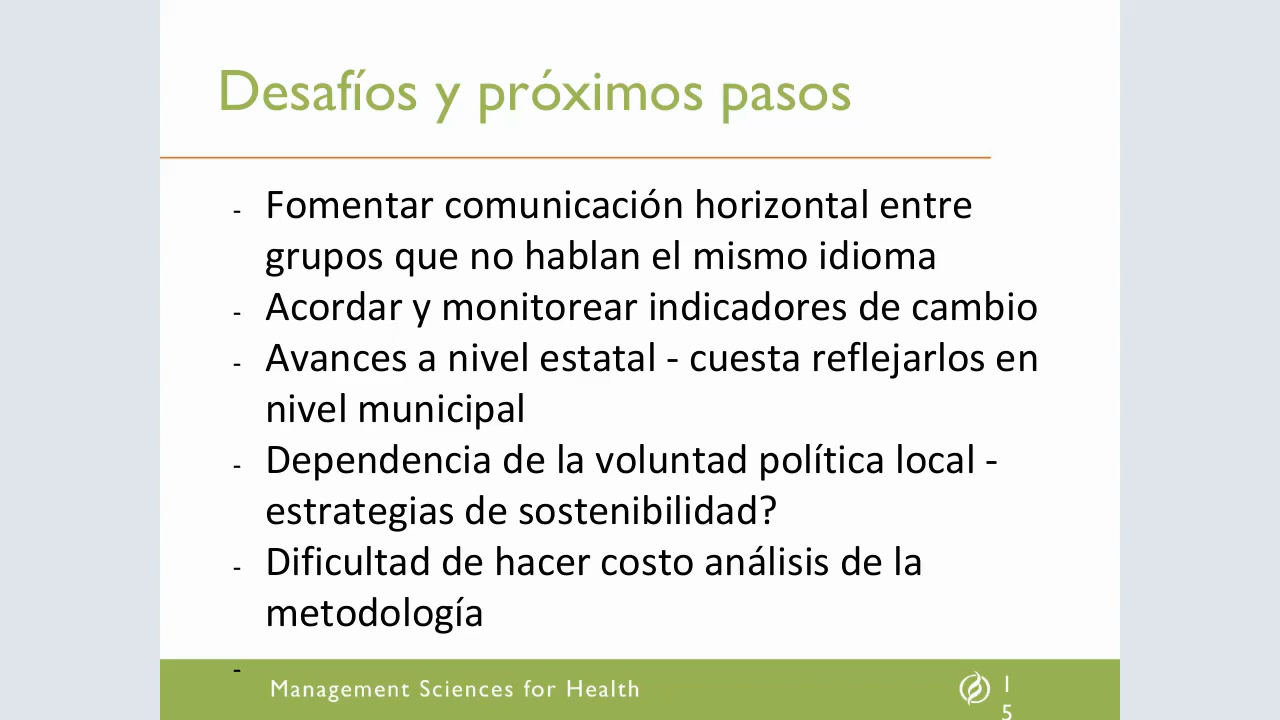 Desafíos y próximos pasos
- Fomentar comunicación horizontal entre
grupos que no hablan el mismo idioma
- Acordar y monitorear indicadores de cambio
- Avances a nivel estatal - cuesta reflejarlos en
nivel municipal
- Dependencia de la voluntad política local -
estrategias de sostenibilidad?
- Dificultad de hacer costo análisis de la
metodología
-
Management Sciences for Health
1
5